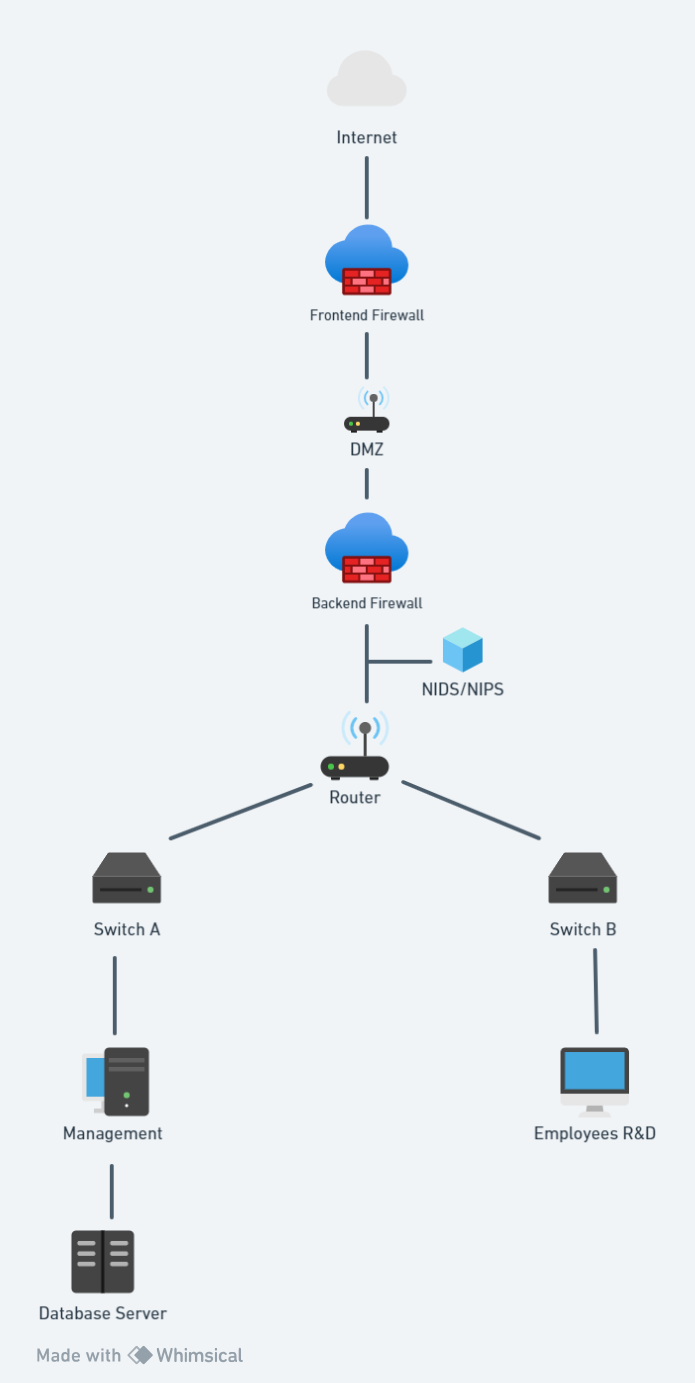 Internet
Frontend Firewall
DMZ
Backend Firewall
NIDS/NIPS
Router
Switch A
Switch B
Management
Employees R&D
Database Server
Made with Whimsical